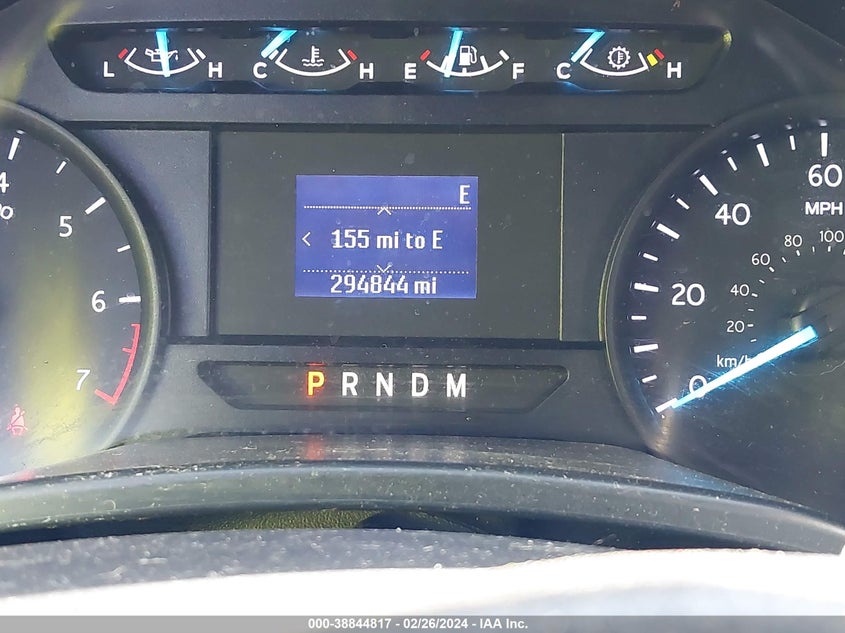 L H C H E F C H
E
155 mi to E
294844 mi
4
5
6
7
P R N D M
0 20 40 60
MPH
20 40 60 80 100
km/h
000-38844817 - 02/26/2024 - IAA Inc.